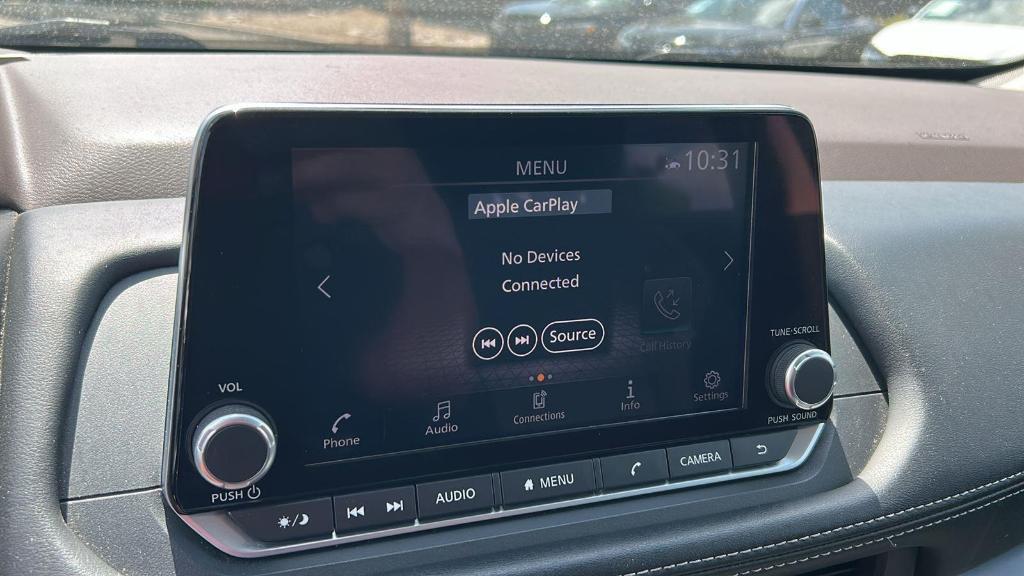 MENU
10:31
Apple CarPlay
No Devices
Connected
Source
Call History
Phone
Audio
Connections
Info
Settings
VOL
PUSH
TUNE·SCROLL
PUSH SOUND
AUDIO
MENU
CAMERA